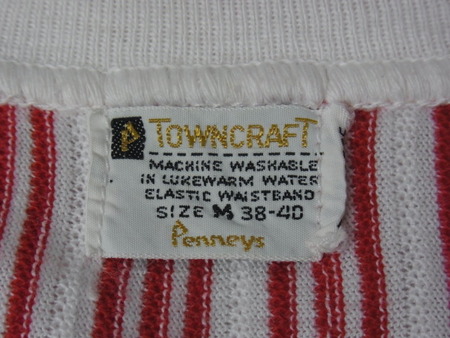 P TOWNCRAFT
MACHINE WASHABLE
IN LUKEWARM WATER
ELASTIC WAISTBAND
SIZE M 38-40
Penneys